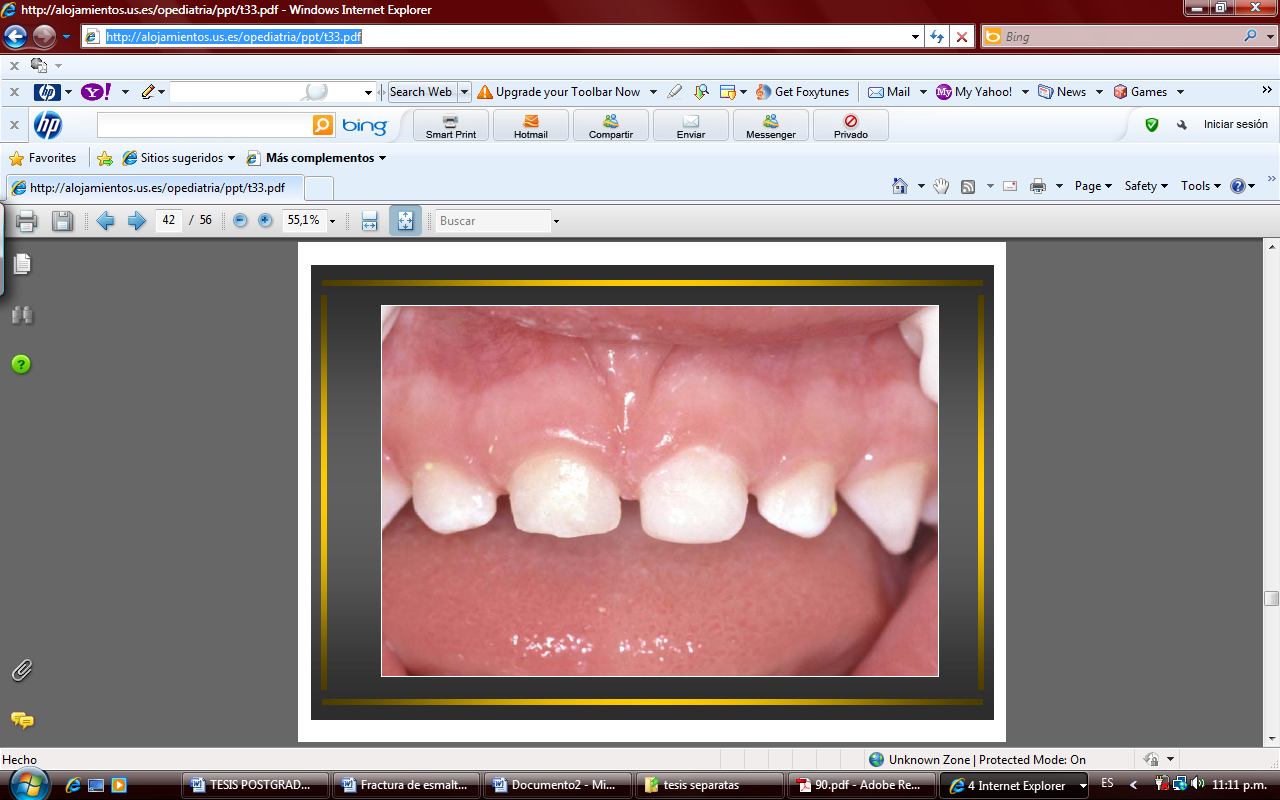 http://alojamientos.us.es/opediatria/ppt/t33.pdf - Windows Internet Explorer
http://alojamientos.us.es/opediatria/ppt/t33.pdf
Bing
Search Web
Upgrade your Toolbar Now
Get Foxytunes
Mail
My Yahoo!
News
Games
hp
bing
Smart Print
Hotmail
Compartir
Enviar
Messenger
Privado
Iniciar sesión
Favorites
Sitios sugeridos
Más complementos
http://alojamientos.us.es/opediatria/ppt/t33.pdf
Page
Safety
Tools
42 / 56
55,1%
Buscar
Hecho
Unknown Zone | Protected Mode: On
TESIS POSTGRAD...
Fractura de esmalt...
Documento2 - Mi...
tesis separatas
90.pdf - Adobe Re...
4 Internet Explorer
ES
11:11 p.m.